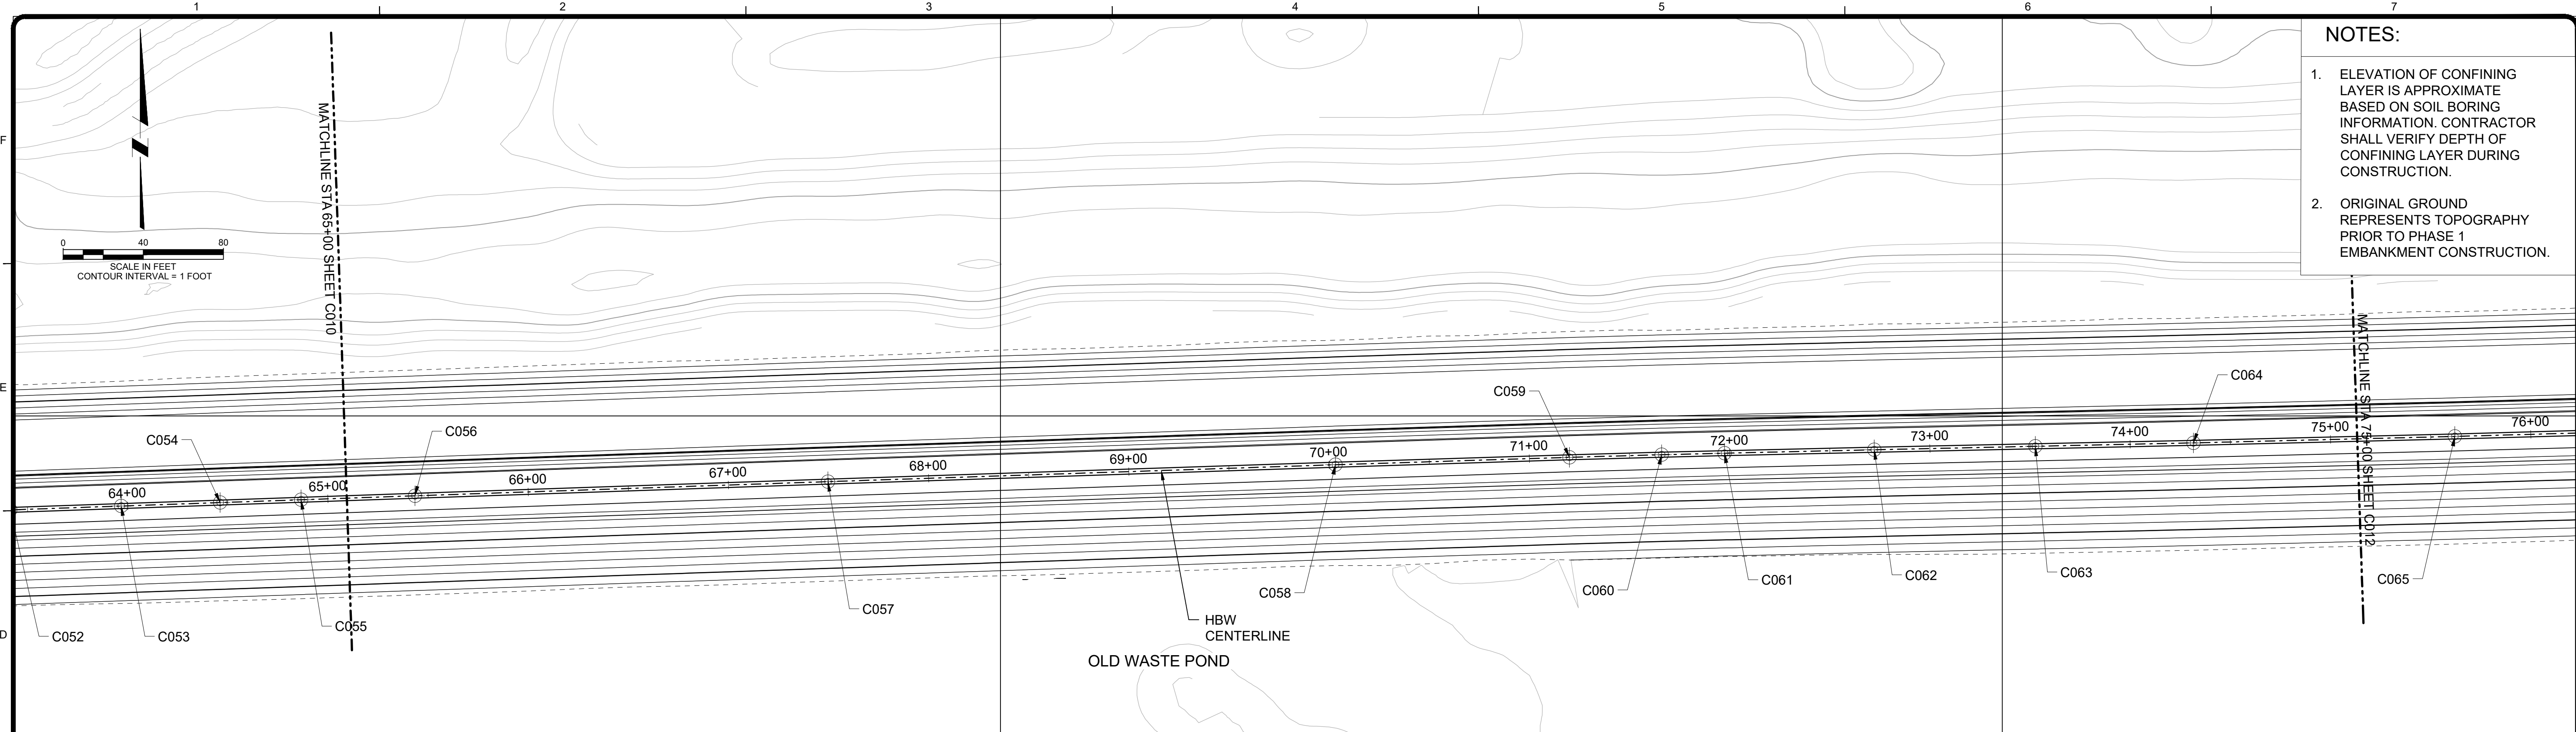 1 2 3 4 5 6 7
F
E
D
NOTES:
1. ELEVATION OF CONFINING
LAYER IS APPROXIMATE
BASED ON SOIL BORING
INFORMATION. CONTRACTOR
SHALL VERIFY DEPTH OF
CONFINING LAYER DURING
CONSTRUCTION.
2. ORIGINAL GROUND
REPRESENTS TOPOGRAPHY
PRIOR TO PHASE 1
EMBANKMENT CONSTRUCTION.
MATCHLINE STA 65+00 SHEET C010
0 40 80
SCALE IN FEET
CONTOUR INTERVAL = 1 FOOT
MATCHLINE STA 75+00 SHEET C012
C064
C059
C056
C054
64+00 65+00 66+00 67+00 68+00 69+00 70+00 71+00 72+00 73+00 74+00 75+00 76+00
C063
C062
C061
C065
C060
C058
C057
HBW
CENTERLINE
C055
C052
C053
OLD WASTE POND